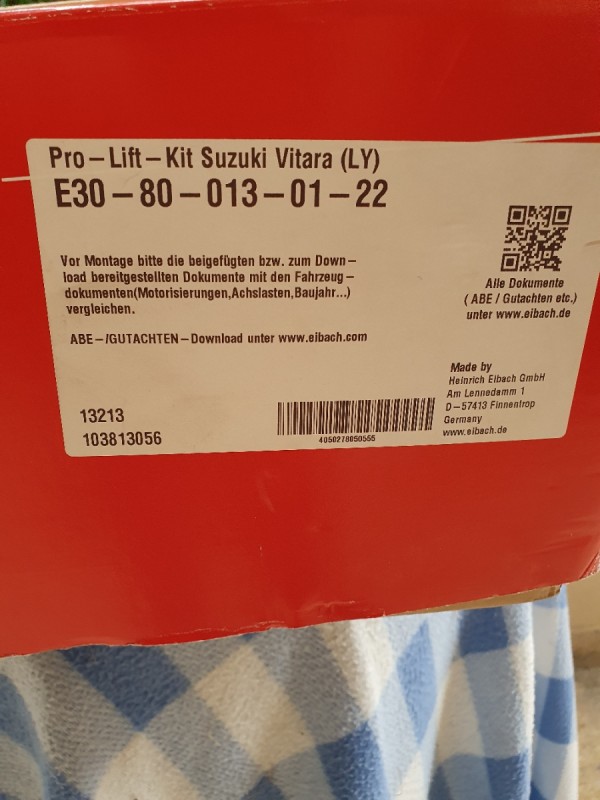 Pro-Lift-Kit Suzuki Vitara (LY)
E30-80-013-01-22
Vor Montage bitte die beigefügten bzw. zum Down-
load bereitgestellten Dokumente mit den Fahrzeug-
dokumenten(Motorisierungen,Achslasten,Baujahr...)
vergleichen.
ABE-/GUTACHTEN-Download unter www.eibach.com
Alle Dokumente
( ABE / Gutachten etc.)
unter www.eibach.de
13213
103813056
4050278050555
Made by
Heinrich Eibach GmbH
Am Lennedamm 1
D-57413 Finnentrop
Germany
www.eibach.de